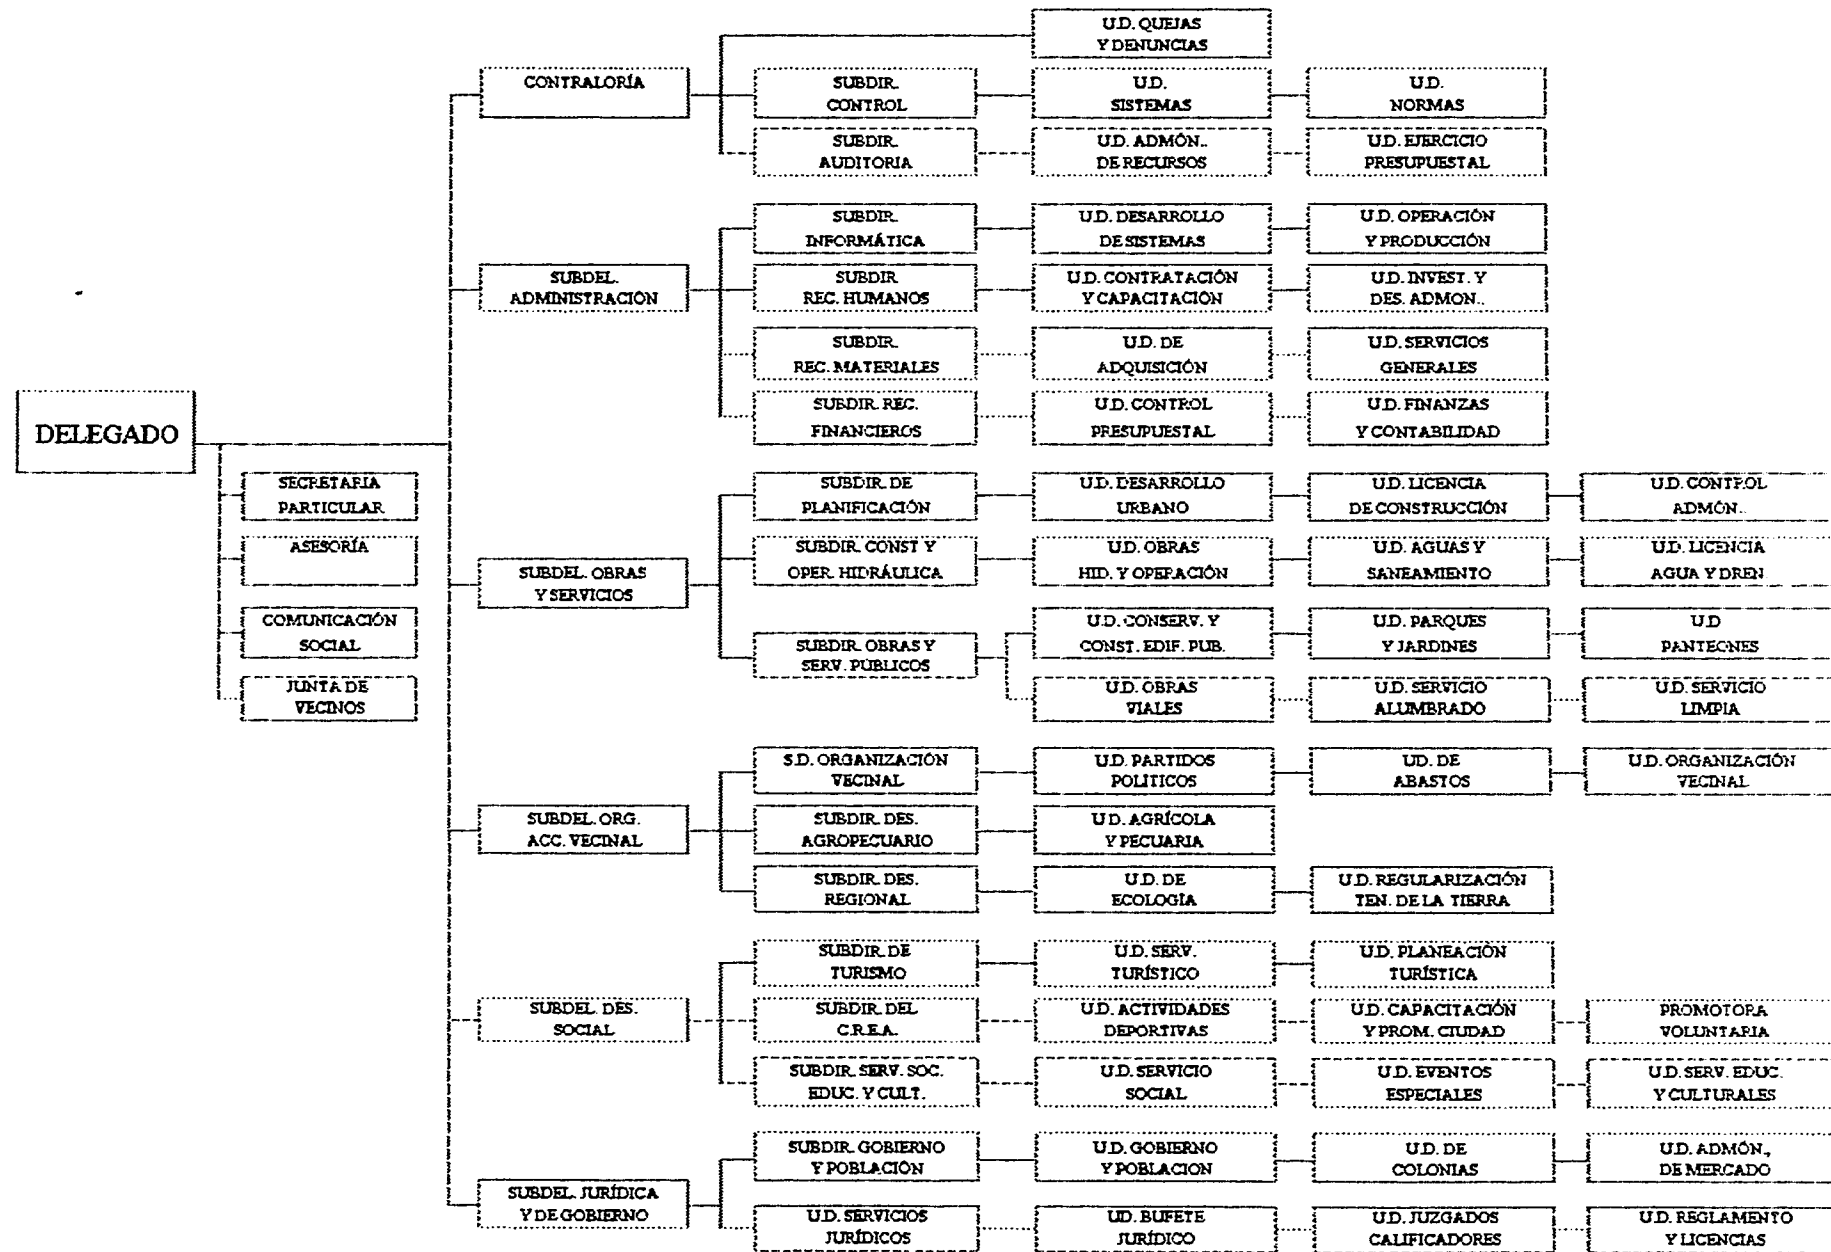 U.D. QUEJAS
Y DENUNCIAS
CONTRALORÍA
SUBDIR.
CONTROL
U.D.
SISTEMAS
U.D.
NORMAS
SUBDIR.
AUDITORIA
U.D. ADMÓN..
DE RECURSOS
U.D. EJERCICIO
PRESUPUESTAL
SUBDIR.
INFORMÁTICA
U.D. DESARROLLO
DE SISTEMAS
U.D. OPERACIÓN
Y PRODUCCIÓN
SUBDEL.
ADMINISTRACIÓN
SUBDIR
REC. HUMANOS
U.D. CONTRATACIÓN
Y CAPACITACIÓN
U.D. INVEST. Y
DES. ADMON..
SUBDIR.
REC. MATERIALES
U.D. DE
ADQUISICIÓN
U.D. SERVICIOS
GENERALES
SUBDIR. REC.
FINANCIEROS
U.D. CONTROL
PRESUPUESTAL
U.D. FINANZAS
Y CONTABILIDAD
DELEGADO
SECRETARIA
PARTICULAR
ASESORÍA
COMUNICACIÓN
SOCIAL
JUNTA DE
VECINOS
SUBDIR. DE
PLANIFICACIÓN
U.D. DESARROLLO
URBANO
U.D. LICENCIA
DE CONSTRUCCIÓN
U.D. CONTROL
ADMÓN..
SUBDEL. OBRAS
Y SERVICIOS
SUBDIR. CONST Y
OPER. HIDRÁULICA
U.D. OBRAS
HID. Y OPERACIÓN
U.D. AGUAS Y
SANEAMIENTO
U.D. LICENCIA
AGUA Y DREN
SUBDIR. OBRAS Y
SERV. PÚBLICOS
U.D. CONSERV. Y
CONST. EDIF. PUB.
U.D. PARQUES
Y JARDINES
U.D
PANTEONES
U.D. OBRAS
VIALES
U.D. SERVICIO
ALUMBRADO
U.D. SERVICIO
LIMPIA
S.D. ORGANIZACIÓN
VECINAL
U.D. PARTIDOS
POLITICOS
UD. DE
ABASTOS
U.D. ORGANIZACIÓN
VECINAL
SUBDEL. ORG.
ACC. VECINAL
SUBDIR. DES.
AGROPECUARIO
U.D. AGRÍCOLA
Y PECUARIA
SUBDIR. DES.
REGIONAL
U.D. DE
ECOLOGÍA
U.D. REGULARIZACIÓN
TEN. DE LA TIERRA
SUBDIR. DE
TURISMO
U.D. SERV.
TURÍSTICO
U.D. PLANEACIÓN
TURÍSTICA
SUBDEL. DES.
SOCIAL
SUBDIR. DEL
C.R.E.A.
U.D. ACTIVIDADES
DEPORTIVAS
U.D. CAPACITACIÓN
Y PROM. CIUDAD
PROMOTORA
VOLUNTARIA
SUBDIR. SERV. SOC.
EDUC. Y CULT.
U.D. SERVICIO
SOCIAL
U.D. EVENTOS
ESPECIALES
U.D. SERV. EDUC.
Y CULTURALES
SUBDIR. GOBIERNO
Y POBLACIÓN
U.D. GOBIERNO
Y POBLACION
U.D. DE
COLONIAS
U.D. ADMÓN.,
DE MERCADO
SUBDEL. JURÍDICA
Y DE GOBIERNO
U.D. SERVICIOS
JURÍDICOS
UD. BUFETE
JURÍDICO
U.D. JUZGADOS
CALIFICADORES
U.D. REGLAMENTO
Y LICENCIAS